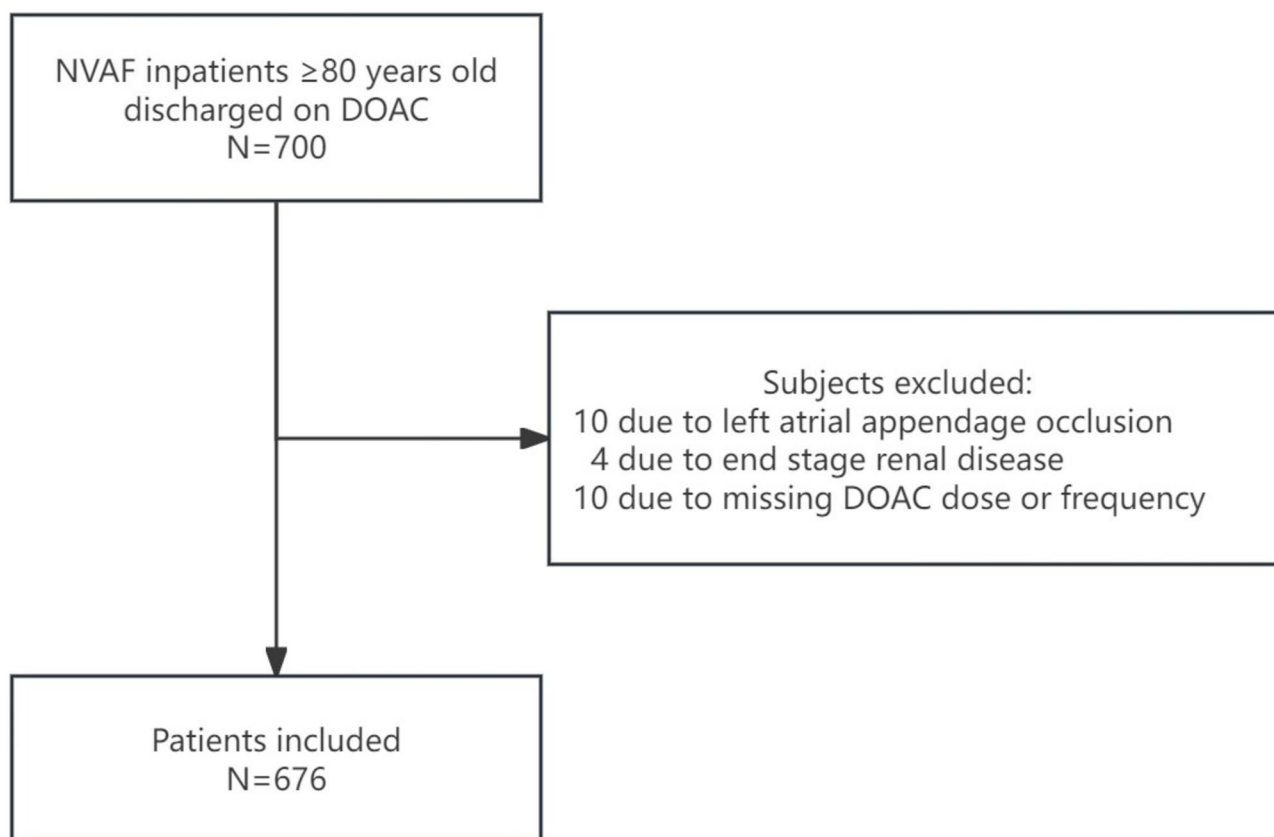 NVAF inpatients ≥80 years old
discharged on DOAC
N=700
Subjects excluded:
10 due to left atrial appendage occlusion
4 due to end stage renal disease
10 due to missing DOAC dose or frequency
Patients included
N=676